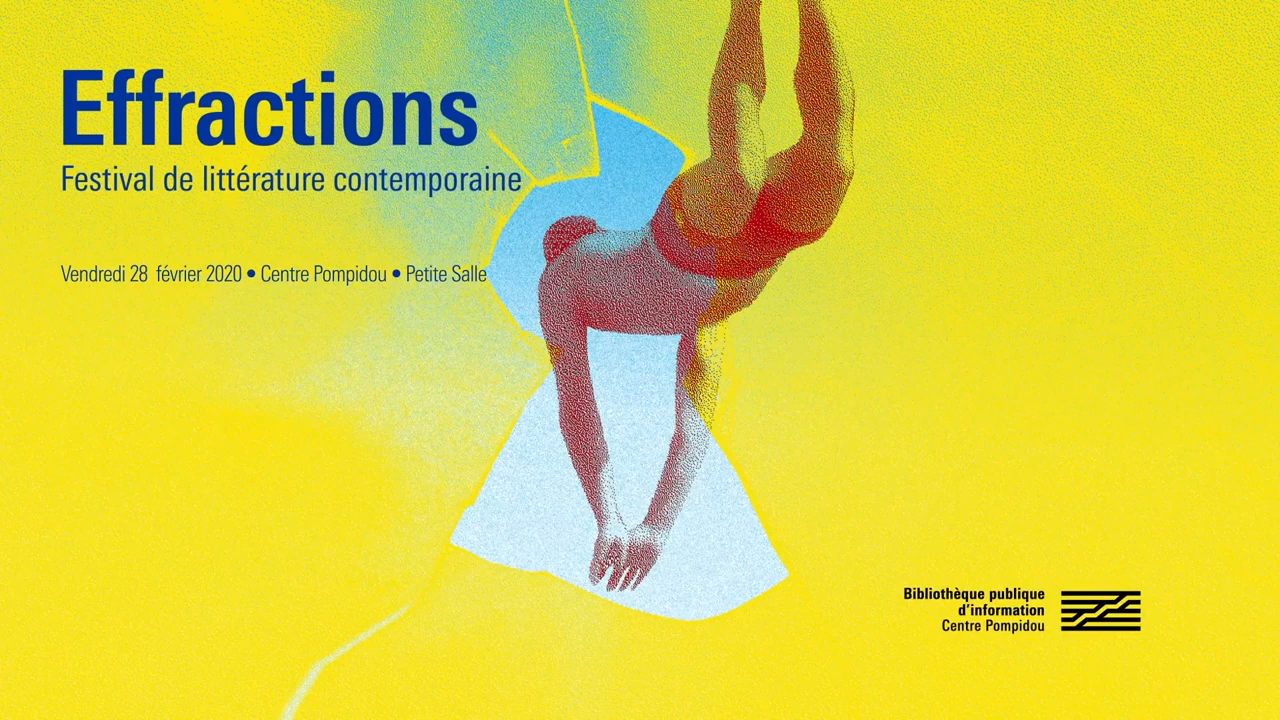 Effractions
Festival de littérature contemporaine
Vendredi 28 février 2020 • Centre Pompidou • Petite Salle
Bibliothèque publique
d'information
Centre Pompidou